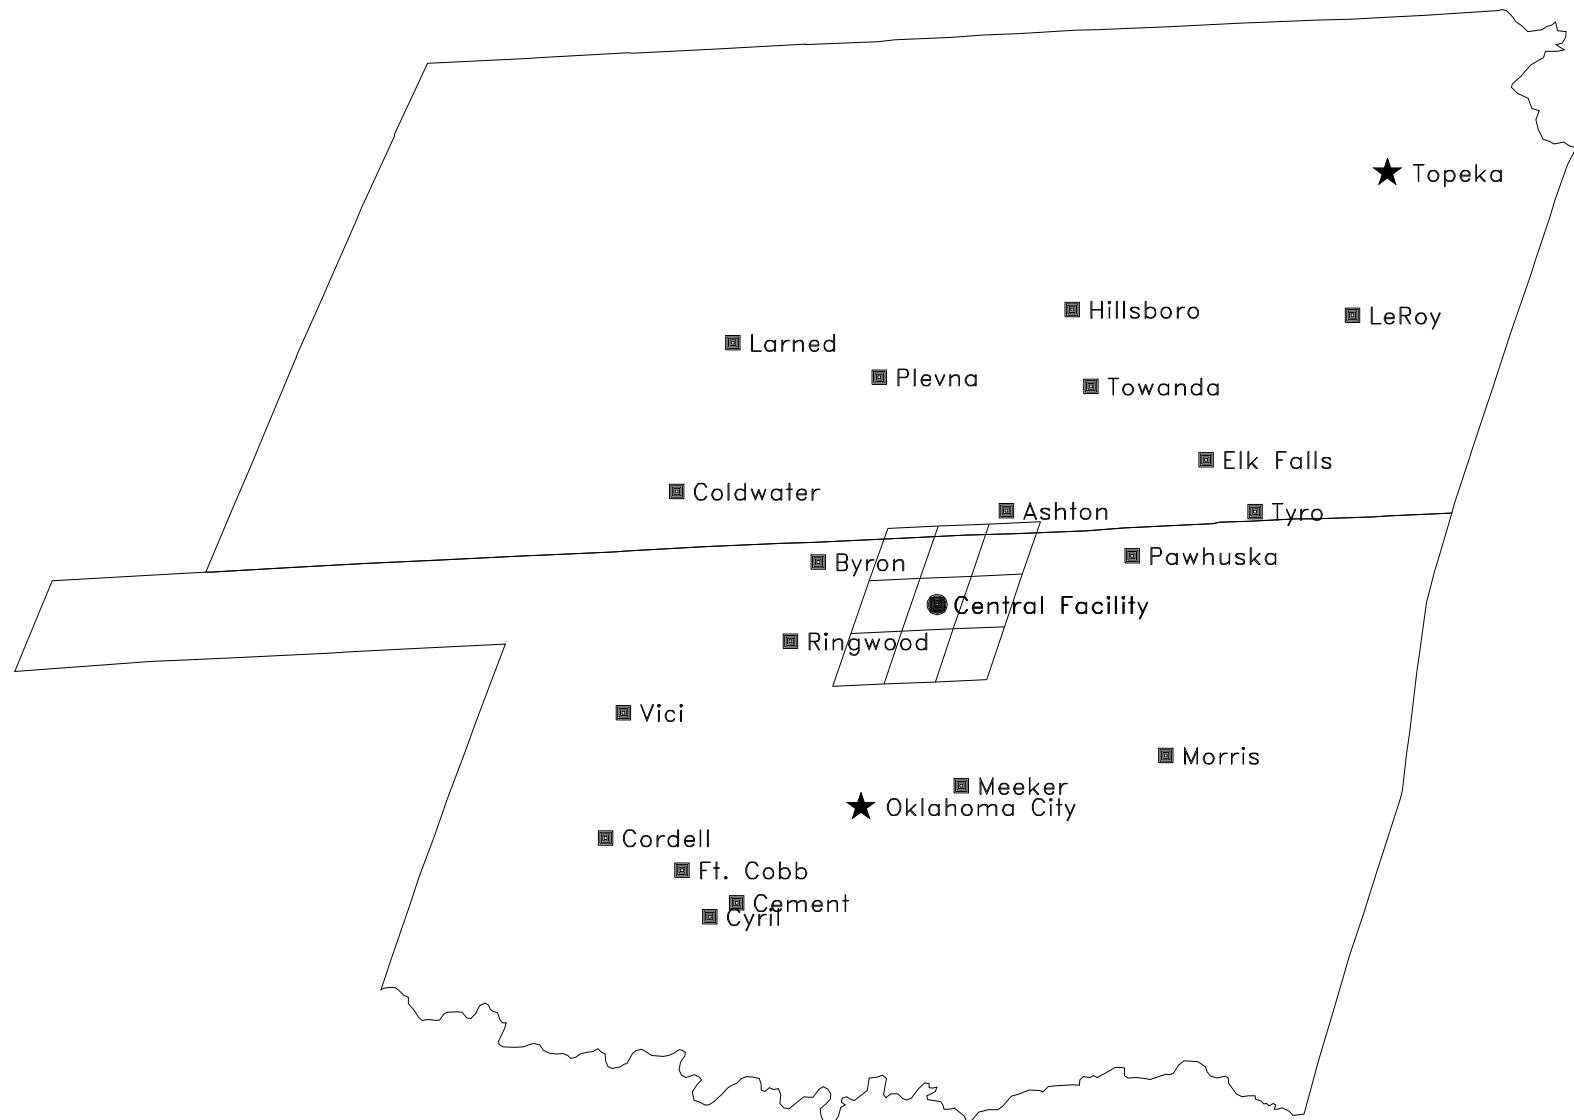 Topeka
Hillsboro
LeRoy
Larned
Plevna
Towanda
Elk Falls
Coldwater
Ashton
Tyro
Byron
Pawhuska
Central Facility
Ringwood
Vici
Morris
Meeker
Oklahoma City
Cordell
Ft. Cobb
Cement
Cyril